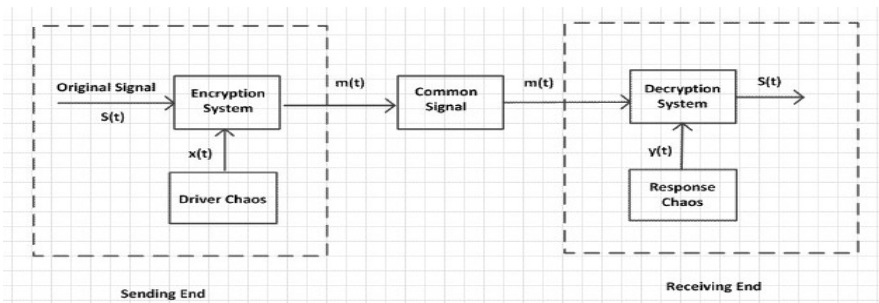 Original Signal
S(t)
Encryption
System
x(t)
Driver Chaos
Sending End
m(t)
Common
Signal
m(t)
Decryption
System
S(t)
y(t)
Response
Chaos
Receiving End